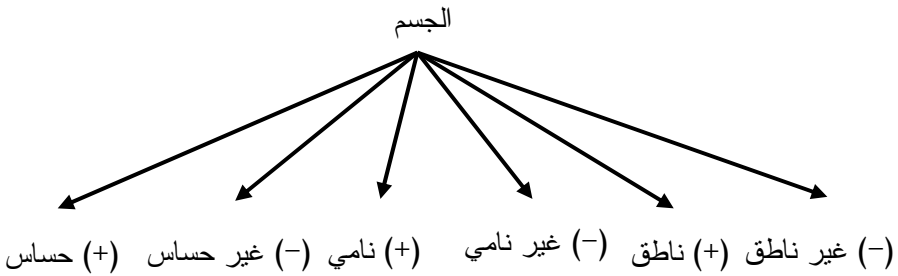 الجسم
(–) غير ناطق (+) ناطق (–) غير نامي (+) نامي (–) غير حساس (+) حساس